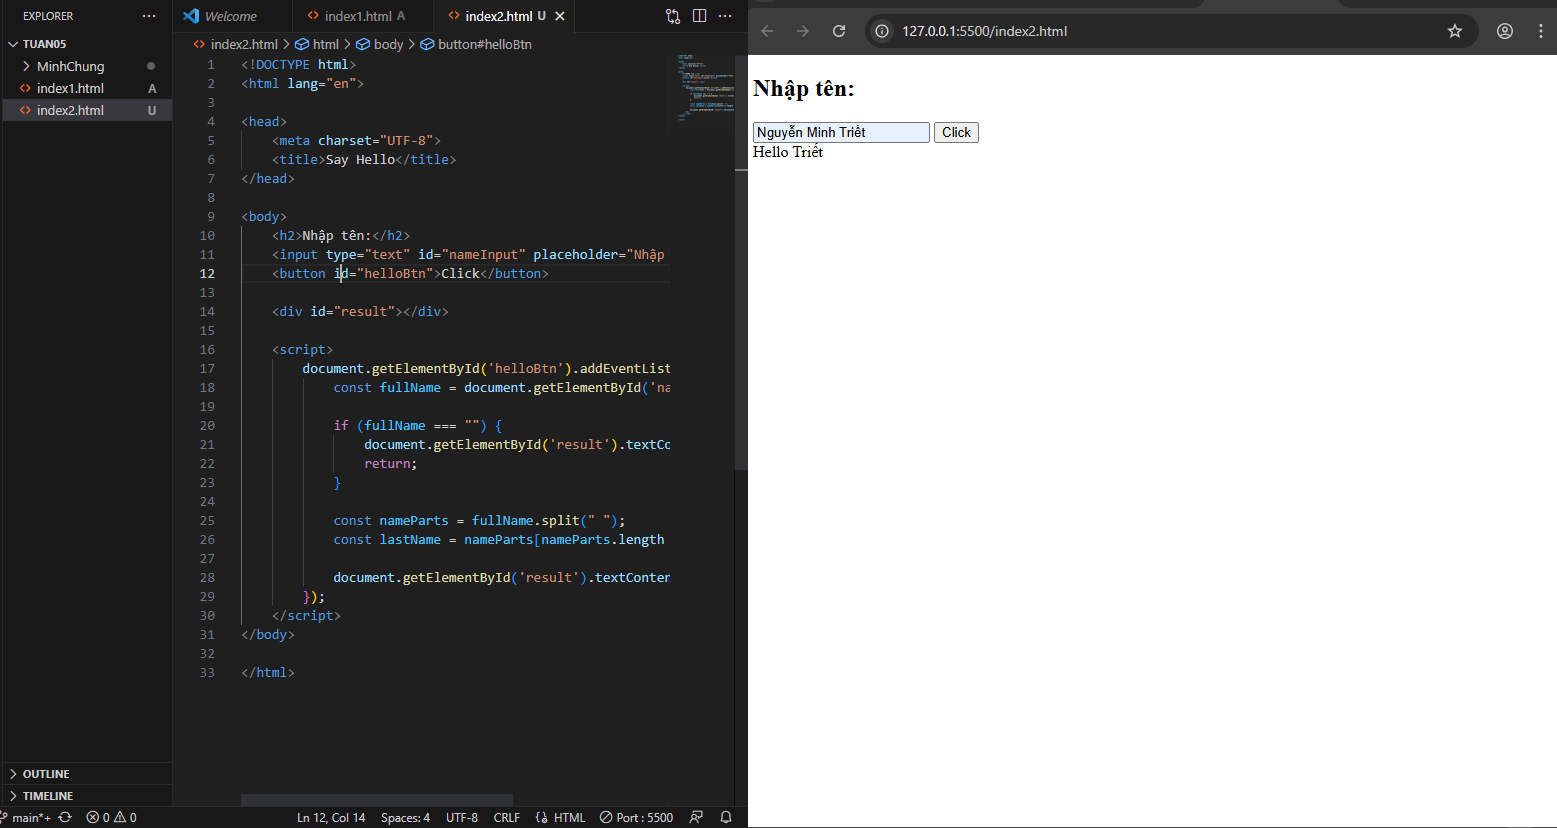 EXPLORER
TUAN05
MinhChung
index1.html A
index2.html U
OUTLINE
TIMELINE
Welcome
index1.html A
index2.html U
index2.html > html > body > button#helloBtn
1 <!DOCTYPE html>
2 <html lang="en">
3
4 <head>
5     <meta charset="UTF-8">
6     <title>Say Hello</title>
7 </head>
8
9 <body>
10     <h2>Nhập tên:</h2>
11     <input type="text" id="nameInput" placeholder="Nhập
12     <button id="helloBtn">Click</button>
13
14     <div id="result"></div>
15
16     <script>
17         document.getElementById('helloBtn').addEventList
18             const fullName = document.getElementById('na
19
20             if (fullName === "") {
21                 document.getElementById('result').textCo
22                 return;
23             }
24
25             const nameParts = fullName.split(" ");
26             const lastName = nameParts[nameParts.length
27
28             document.getElementById('result').textConten
29         });
30     </script>
31 </body>
32
33 </html>
main*+ 0 0 Ln 12, Col 14 Spaces: 4 UTF-8 CRLF HTML Port : 5500
127.0.0.1:5500/index2.html
Nhập tên:
Nguyễn Minh Triết Click
Hello Triết